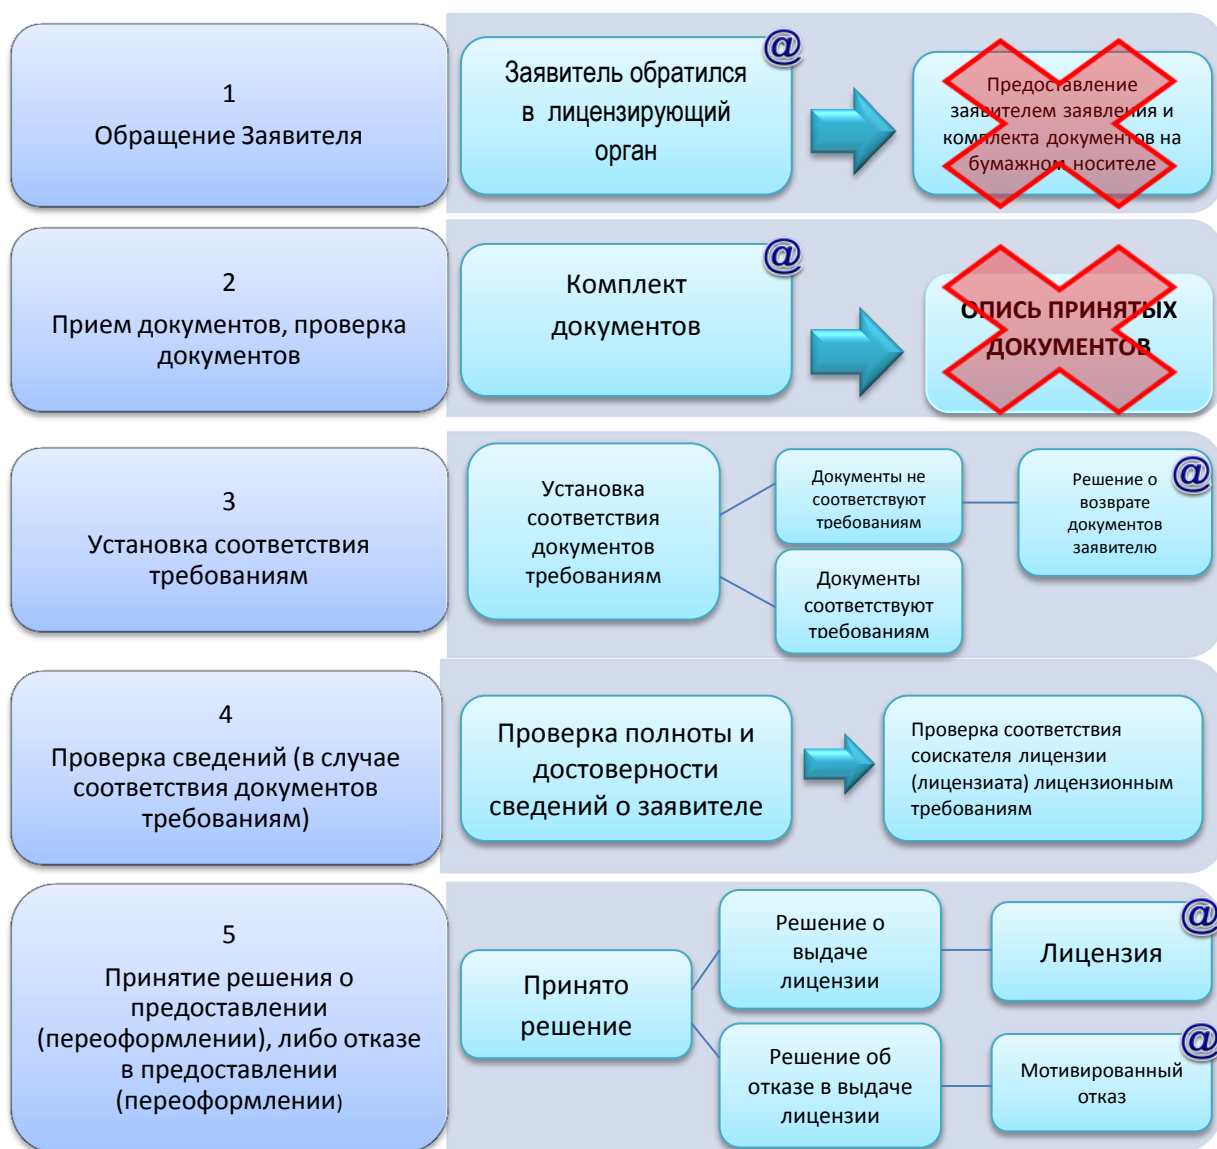 1
Обращение Заявителя
@
Заявитель обратился
в лицензирующий
орган
Предоставление
заявителем заявления и
комплекта документов на
бумажном носителе
2
Прием документов, проверка
документов
@
Комплект
документов
ОПИСЬ ПРИНЯТЫХ
ДОКУМЕНТОВ
3
Установка соответствия
требованиям
Установка
соответствия
документов
требованиям
Документы не
соответствуют
требованиям
@
Решение о
возврате
документов
заявителю
Документы
соответствуют
требованиям
4
Проверка сведений (в случае
соответствия документов
требованиям)
Проверка полноты и
достоверности
сведений о заявителе
Проверка соответствия
соискателя лицензии
(лицензиата) лицензионным
требованиям
5
Принятие решения о
предоставлении
(переоформлении), либо отказе
в предоставлении
(переоформлении)
Принято
решение
Решение о
выдаче
лицензии
@
Лицензия
Решение об
отказе в выдаче
лицензии
@
Мотивированный
отказ